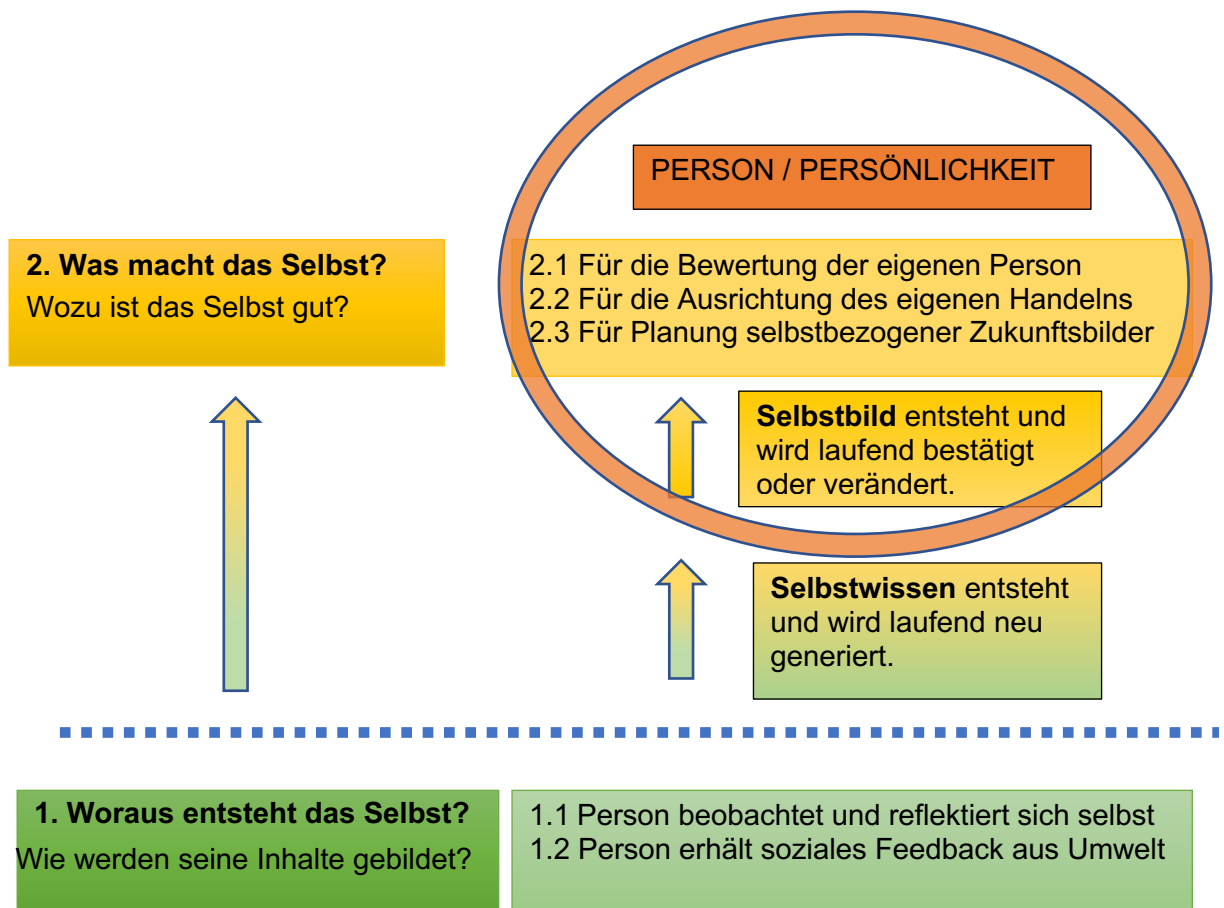 PERSON / PERSÖNLICHKEIT
2. Was macht das Selbst?
Wozu ist das Selbst gut?
2.1 Für die Bewertung der eigenen Person
2.2 Für die Ausrichtung des eigenen Handelns
2.3 Für Planung selbstbezogener Zukunftsbilder
Selbstbild entsteht und
wird laufend bestätigt
oder verändert.
Selbstwissen entsteht
und wird laufend neu
generiert.
1. Woraus entsteht das Selbst?
Wie werden seine Inhalte gebildet?
1.1 Person beobachtet und reflektiert sich selbst
1.2 Person erhält soziales Feedback aus Umwelt